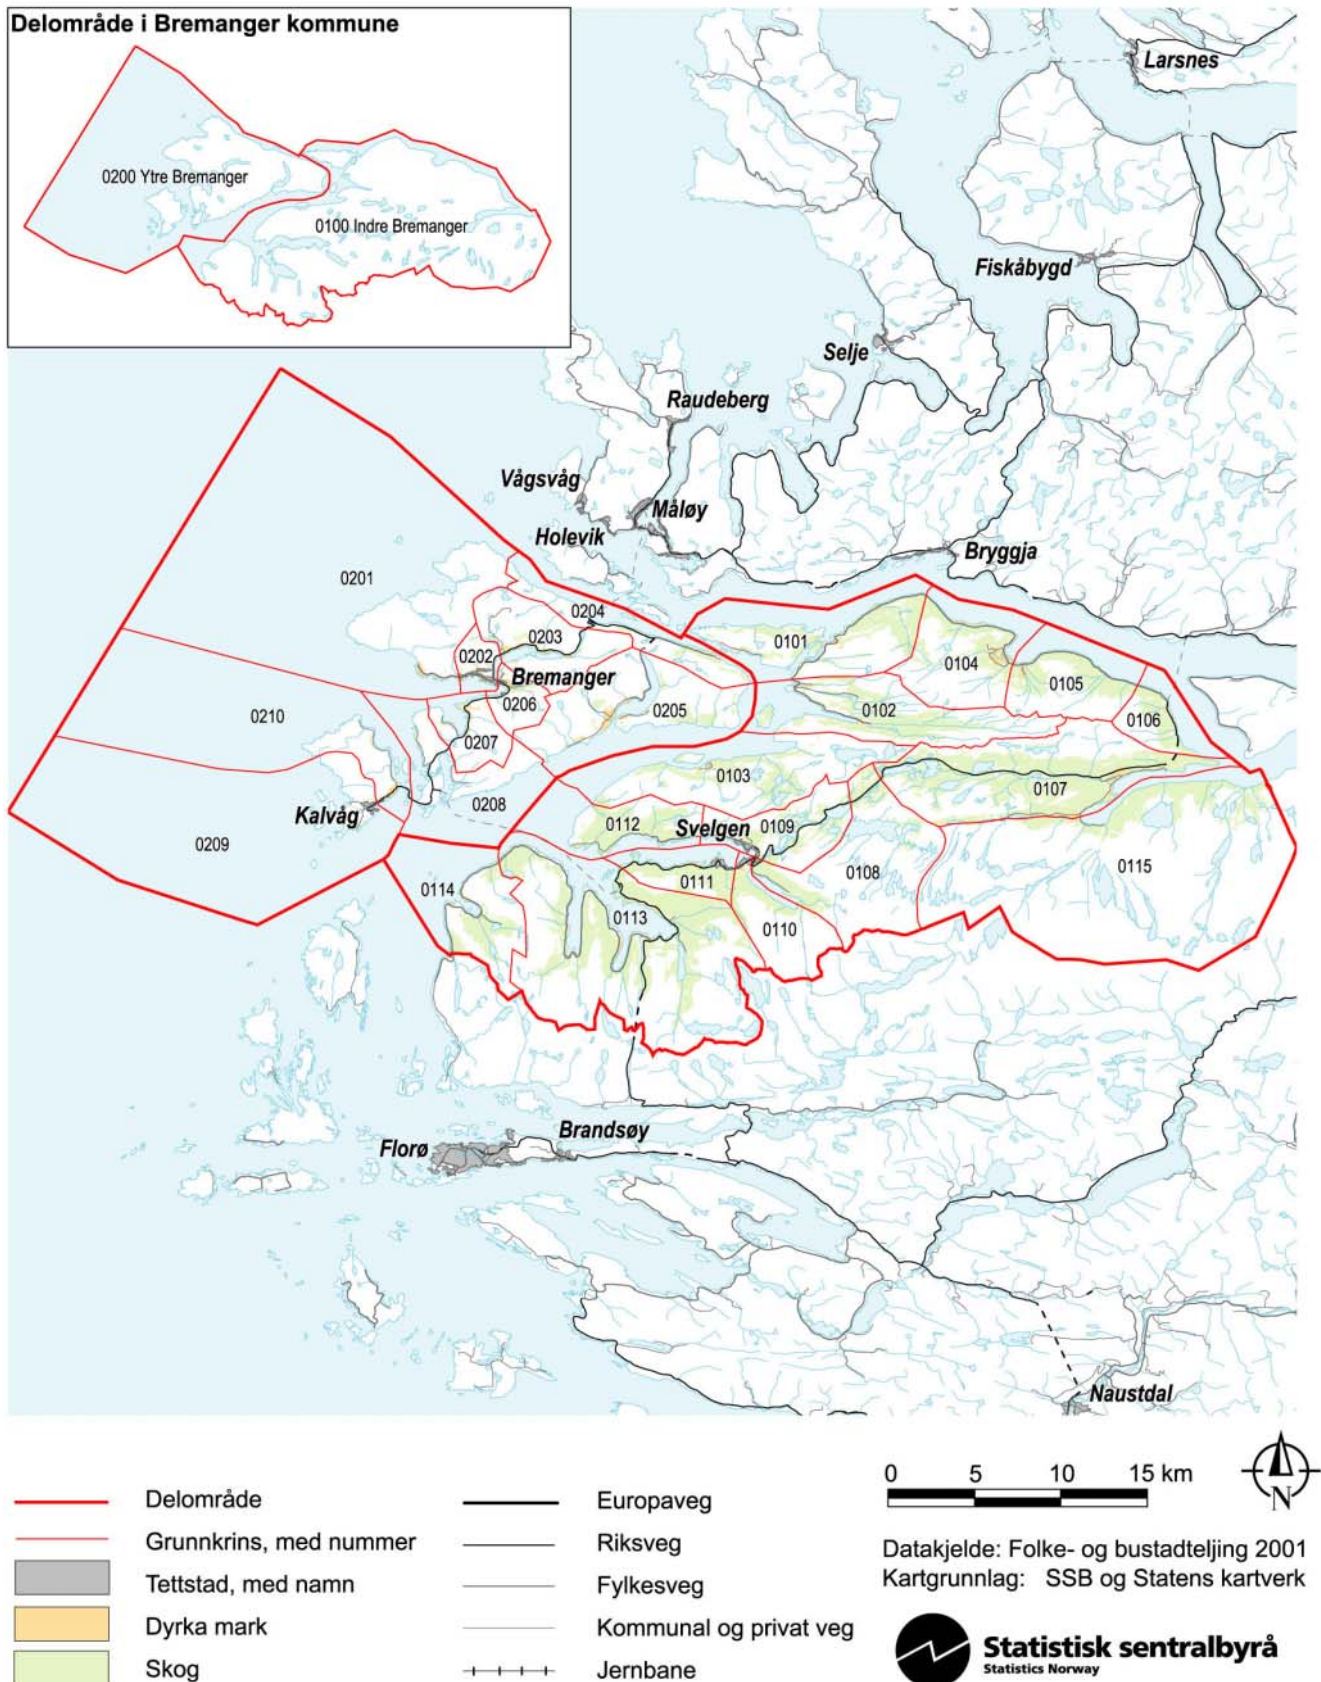 Delområde i Bremanger kommune
0200 Ytre Bremanger
0100 Indre Bremanger
Larsnes
Fiskåbygd
Selje
Raudeberg
Vågsvåg
Måløy
Holevik
Bryggja
0201
0204
0203
0202
Bremanger
0101
0104
0105
0106
0102
0206
0205
0210
0207
0103
0107
0208
Kalvåg
0209
0112
Svelgen
0109
0115
0108
0111
0114
0113
0110
Florø
Brandsøy
Naustdal
Delområde
Grunnkrins, med nummer
Tettstad, med namn
Dyrka mark
Skog
Europaveg
Riksveg
Fylkesveg
Kommunal og privat veg
Jernbane
0 5 10 15 km
N
Datakjelde: Folke- og bustadteljing 2001
Kartgrunnlag: SSB og Statens kartverk
Statistisk sentralbyrå
Statistics Norway